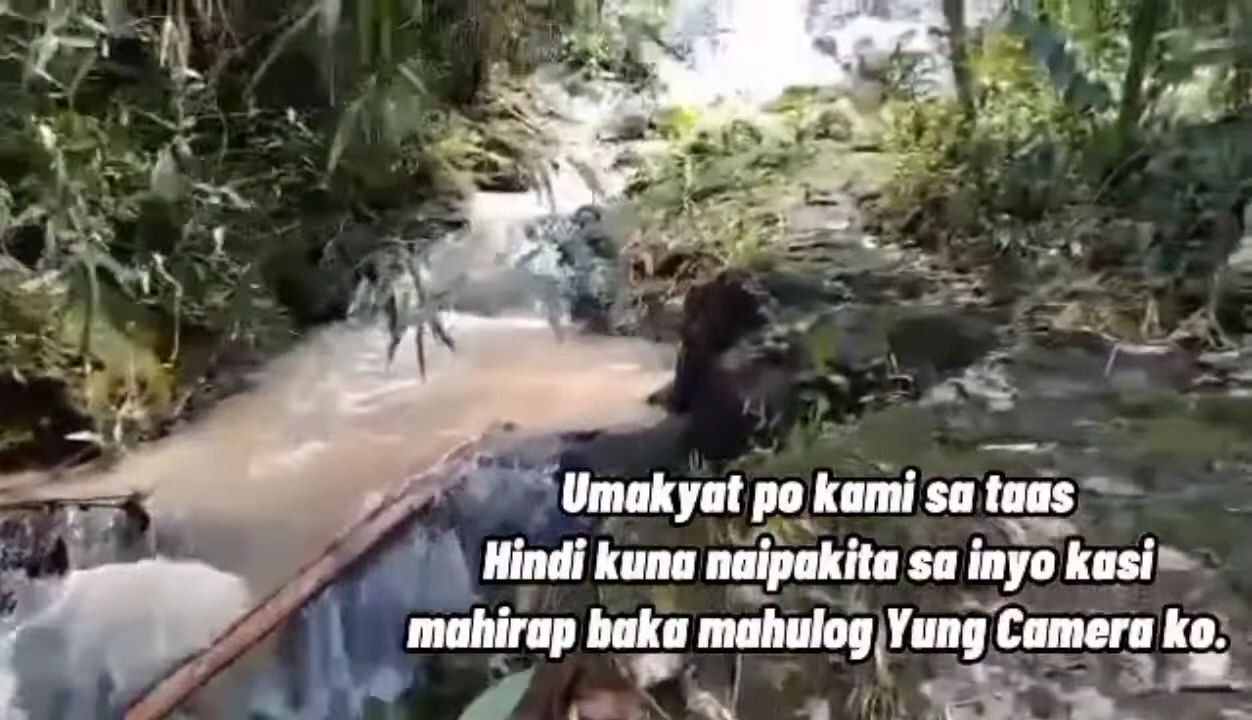 Umakyat po kami sa taas
Hindi kuna naipakita sa inyo kasi
mahirap baka mahulog Yung Camera ko.